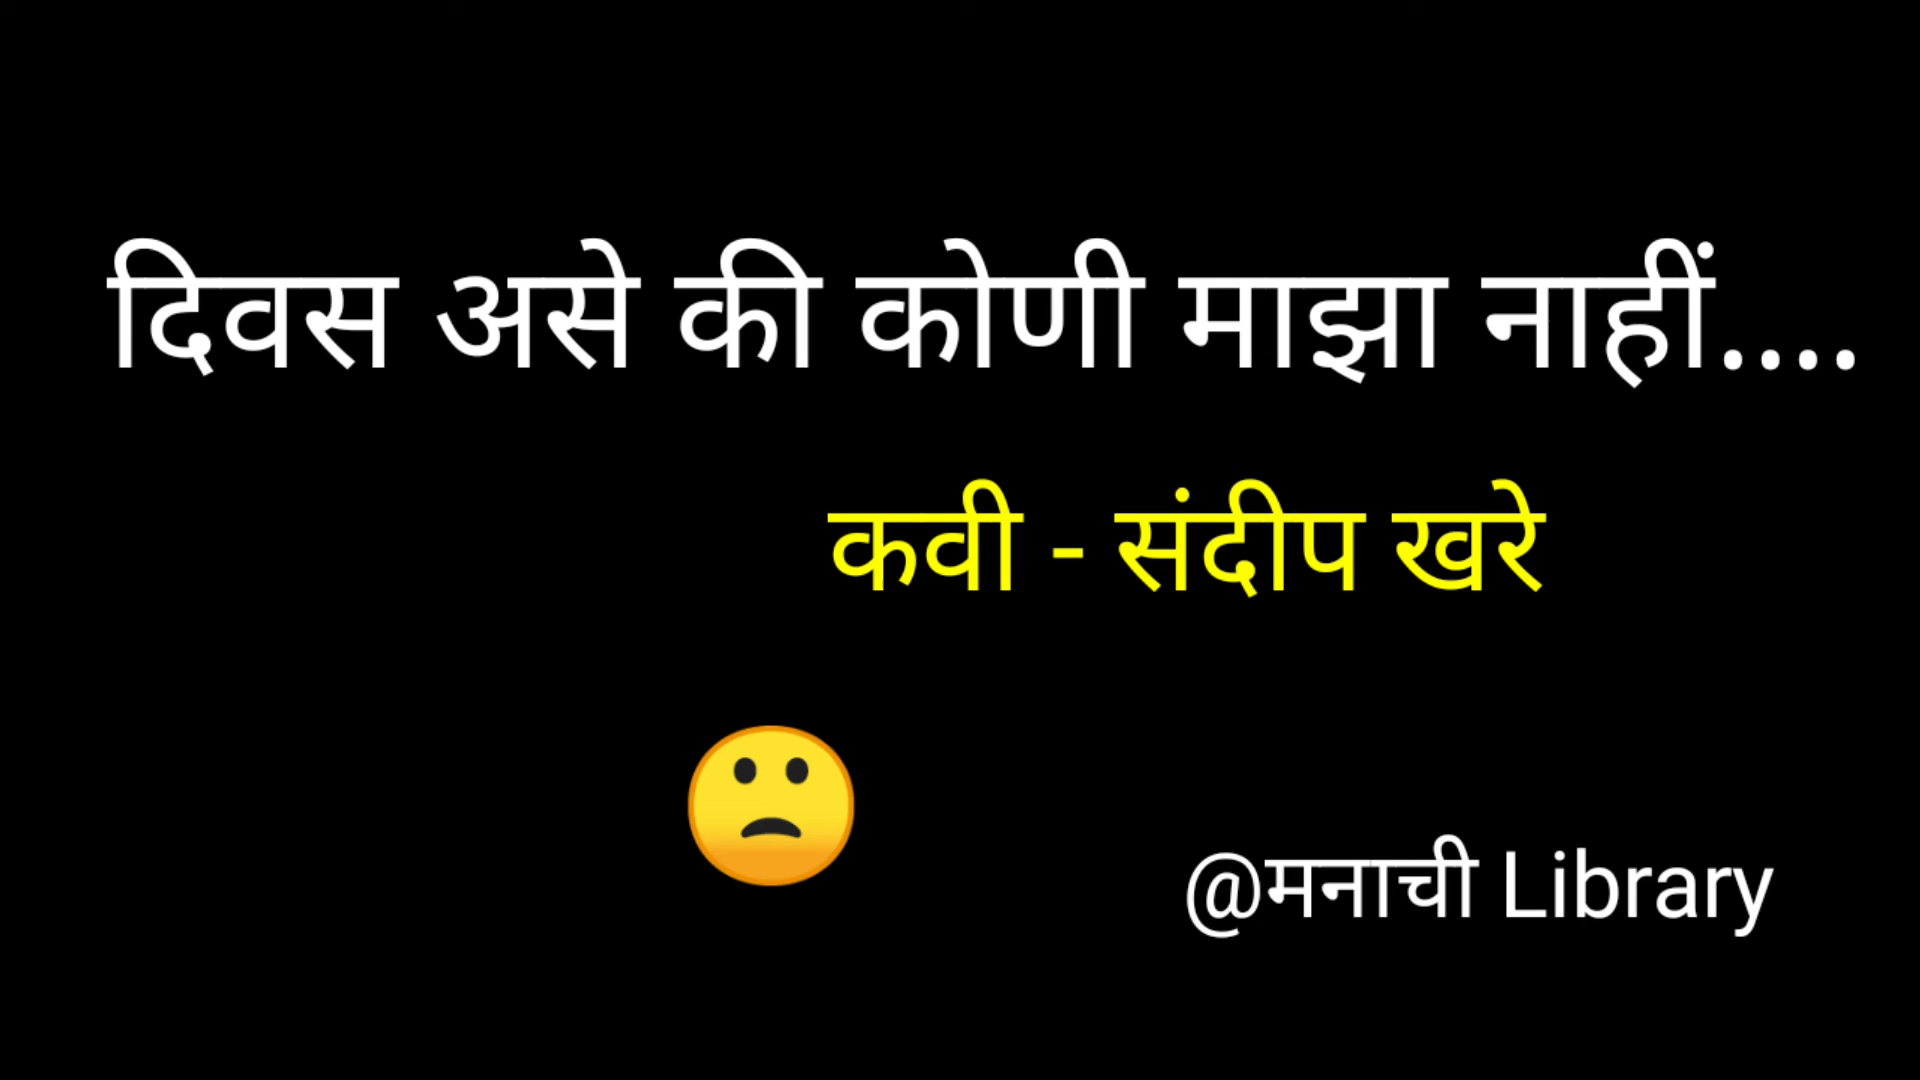 दिवस असे की कोणी माझा नाहीं....
कवी - संदीप खरे
@मनाची Library